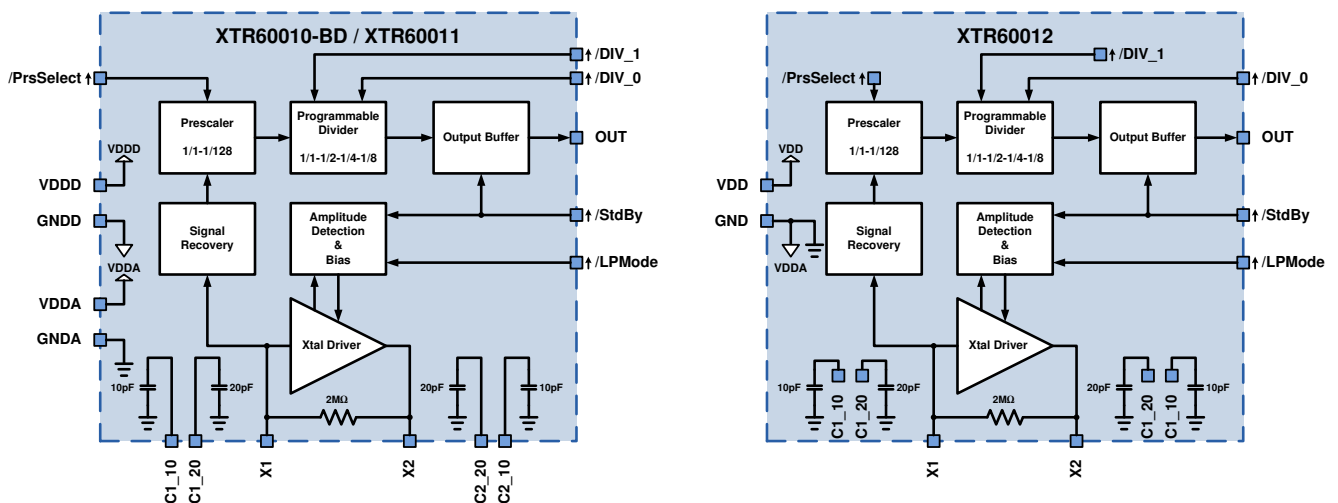 XTR60010-BD / XTR60011
/PrsSelect
/DIV_1
/DIV_0
Prescaler
1/1-1/128
Programmable
Divider
1/1-1/2-1/4-1/8
Output Buffer
OUT
VDDD
VDDD
GNDD
VDDA
VDDA
GNDA
Signal
Recovery
Amplitude
Detection
&
Bias
/StdBy
/LPMode
Xtal Driver
10pF
20pF
20pF
10pF
2MΩ
C1_10
C1_20
X1
X2
C2_20
C2_10
XTR60012
/PrsSelect
/DIV_1
/DIV_0
Prescaler
1/1-1/128
Programmable
Divider
1/1-1/2-1/4-1/8
Output Buffer
OUT
VDD
VDD
GND
VDDA
Signal
Recovery
Amplitude
Detection
&
Bias
/StdBy
/LPMode
Xtal Driver
10pF
20pF
20pF
10pF
C1_10
C1_20
C1_20
C1_10
2MΩ
X1
X2